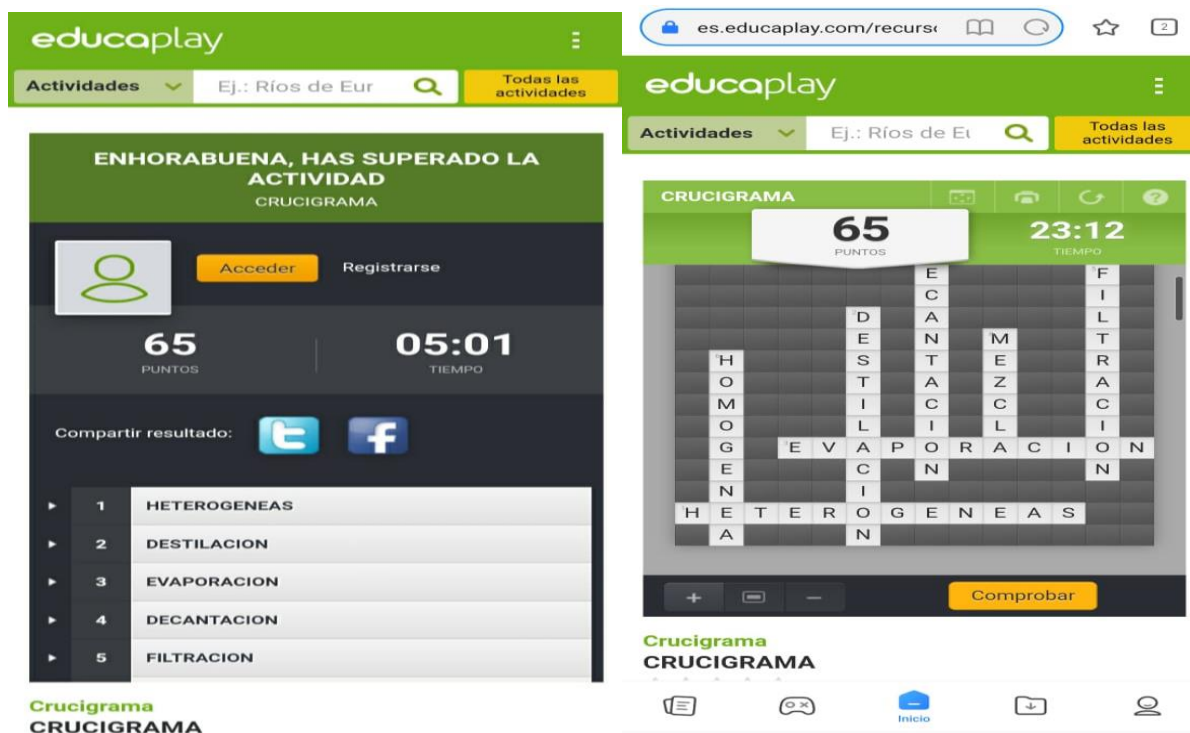 educaplay
Actividades
Ej.: Ríos de Eur
Todas las
actividades
ENHORABUENA, HAS SUPERADO LA
ACTIVIDAD
CRUCIGRAMA
Acceder
Registrarse
65
PUNTOS
05:01
TIEMPO
Compartir resultado:
1 HETEROGENEAS
2 DESTILACION
3 EVAPORACION
4 DECANTACION
5 FILTRACION
Crucigrama
CRUCIGRAMA
es.educaplay.com/recurs
2
educaplay
Actividades
Ej.: Ríos de Eu
Todas las
actividades
CRUCIGRAMA
65
PUNTOS
23:12
TIEMPO
E F
C I
D A L
E N M T
H S T E R
O T A Z A
M I C C C
O L I L I
G E V A P O R A C I O N
E C N N
N I
H E T E R O G E N E A S
A N
Comprobar
Crucigrama
CRUCIGRAMA
Inicio